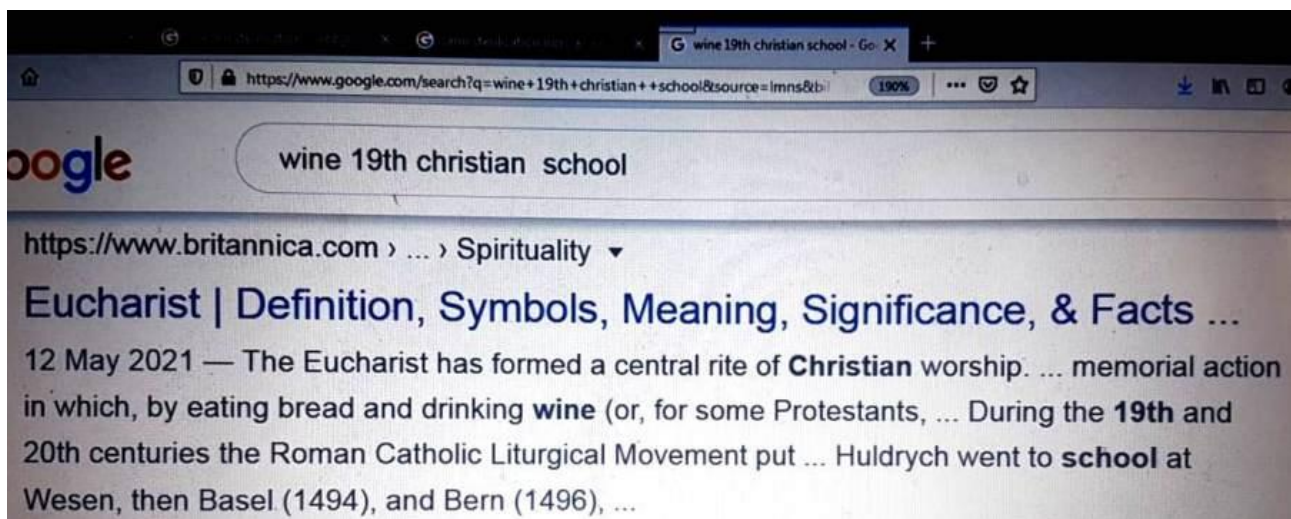 wine 19th christian school - Go
https://www.google.com/search?q=wine+19th+christian++school&source=lmns&tbi
190%
oogle
wine 19th christian  school
https://www.britannica.com › ... › Spirituality
Eucharist | Definition, Symbols, Meaning, Significance, & Facts ...
12 May 2021 — The Eucharist has formed a central rite of Christian worship. ... memorial action
in which, by eating bread and drinking wine (or, for some Protestants, ... During the 19th and
20th centuries the Roman Catholic Liturgical Movement put ... Huldrych went to school at
Wesen, then Basel (1494), and Bern (1496), ...